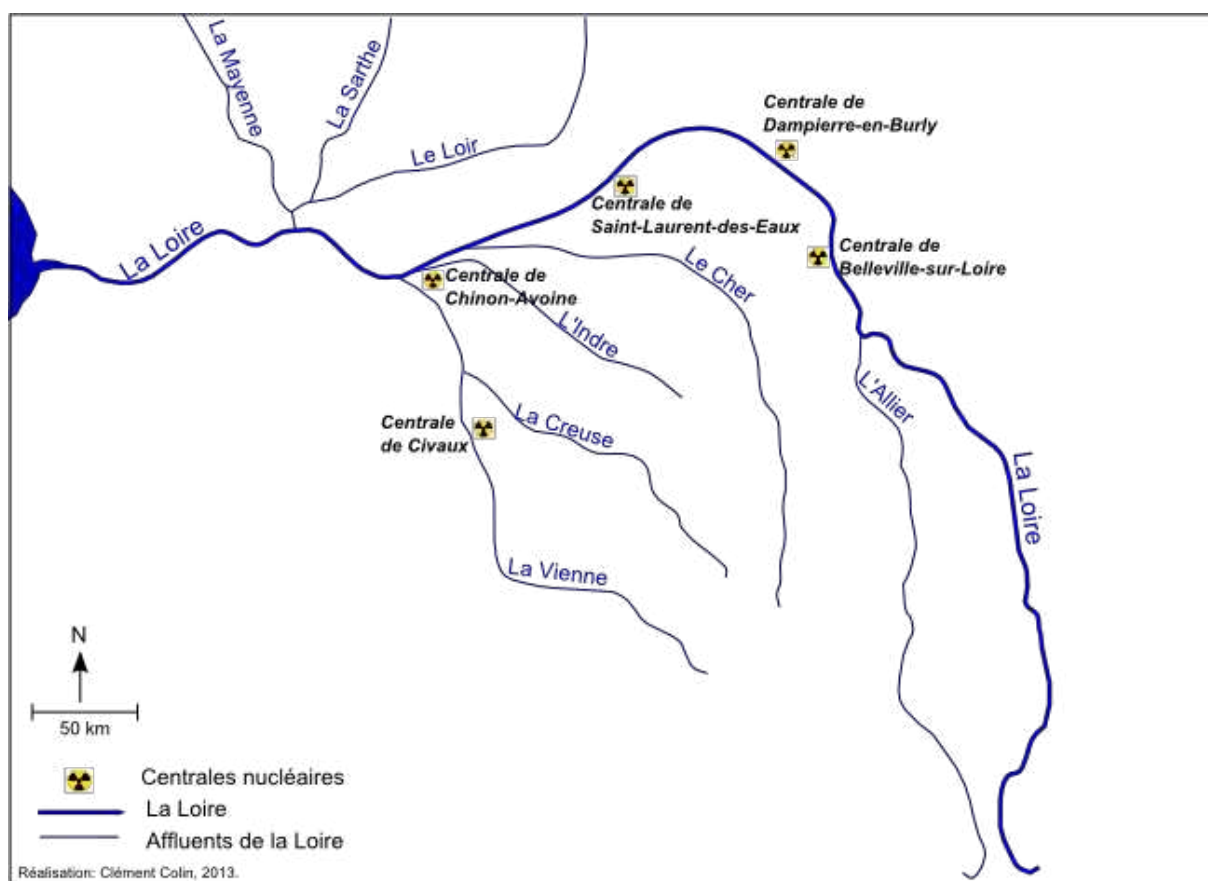 La Mayenne
La Sarthe
Le Loir
Centrale de
Dampierre-en-Burly
Centrale de
Saint-Laurent-des-Eaux
La Loire
Le Cher
Centrale de
Belleville-sur-Loire
Centrale de
Chinon-Avoine
L'Indre
L'Allier
Centrale
de Civaux
La Creuse
La Loire
La Vienne
N
50 km
Centrales nucléaires
La Loire
Affluents de la Loire
Réalisation: Clément Colin, 2013.